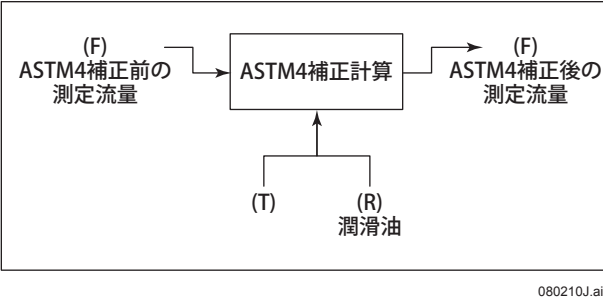 (F)
ASTM4補正前の
測定流量
ASTM4補正計算
(F)
ASTM4補正後の
測定流量
(T)
(R)
潤滑油
080210J.ai